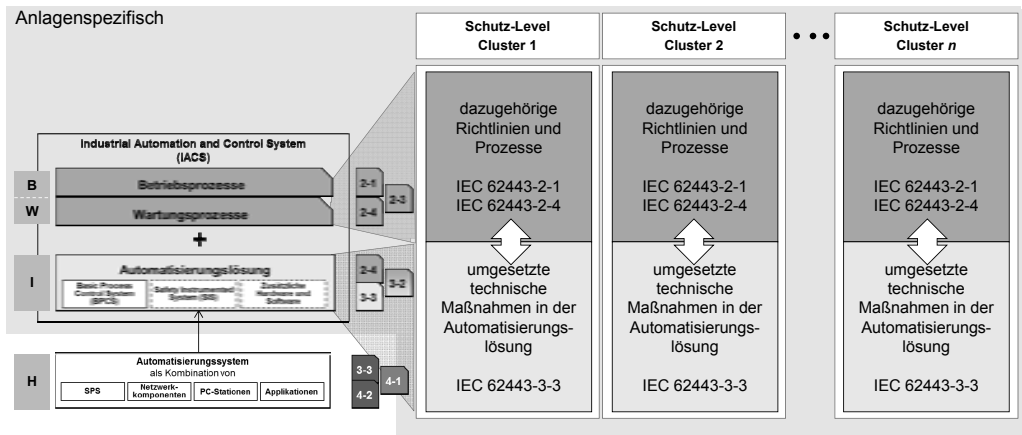 Anlagenspezifisch
Industrial Automation and Control System
(IACS)
B
Betriebsprozesse
W
Wartungsprozesse
2-1
2-4
2-3
+
I
Automatisierungslösung
Basic Process
Control System
(BPCS)
Safety Instrumented
System (SIS)
Zusätzliche
Hardware und
Software
2-4
3-3
3-2
H
Automatisierungssystem
als Kombination von
SPS
Netzwerk-
komponenten
PC-Stationen
Applikationen
3-3
4-2
4-1
Schutz-Level
Cluster 1
dazugehörige
Richtlinien und
Prozesse
IEC 62443-2-1
IEC 62443-2-4
umgesetzte
technische
Maßnahmen in der
Automatisierungs-
lösung
IEC 62443-3-3
Schutz-Level
Cluster 2
dazugehörige
Richtlinien und
Prozesse
IEC 62443-2-1
IEC 62443-2-4
umgesetzte
technische
Maßnahmen in der
Automatisierungs-
lösung
IEC 62443-3-3
• • •
Schutz-Level
Cluster n
dazugehörige
Richtlinien und
Prozesse
IEC 62443-2-1
IEC 62443-2-4
umgesetzte
technische
Maßnahmen in der
Automatisierungs-
lösung
IEC 62443-3-3